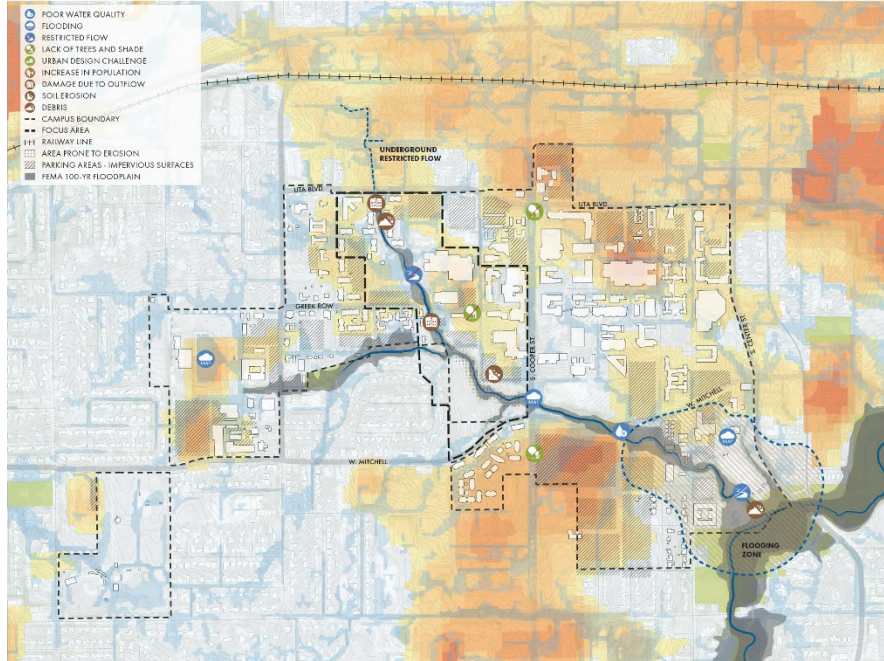 POOR WATER QUALITY
FLOODING
RESTRICTED FLOW
LACK OF TREES AND SHADE
URBAN DESIGN CHALLENGE
INCREASE IN POPULATION
DAMAGE DUE TO OUTFLOW
SOIL EROSION
DEBRIS
CAMPUS BOUNDARY
FOCUS AREA
RAILWAY LINE
AREA PRONE TO EROSION
PARKING AREAS - IMPERVIOUS SURFACES
FEMA 100-YR FLOODPLAIN
UNDERGROUND
RESTRICTED FLOW
UTA BLVD
UTA BLVD
GREEK ROW
S. COOPER ST
S. CENTER ST
W. MITCHELL
W. MITCHELL
FLOODING
ZONE